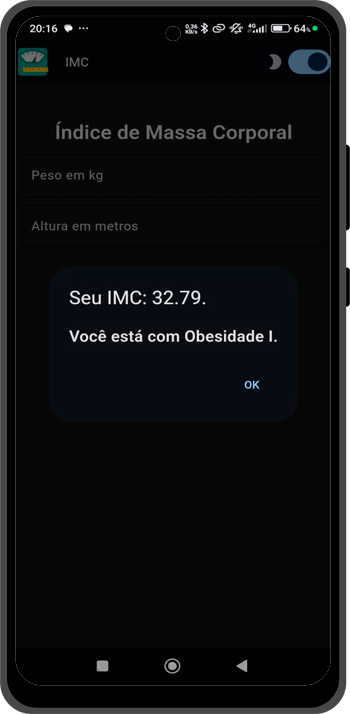 20:16 ... 0,36 KB/s 4G 64%
IMC
Índice de Massa Corporal
Peso em kg
Altura em metros
Seu IMC: 32.79.
Você está com Obesidade I.
OK